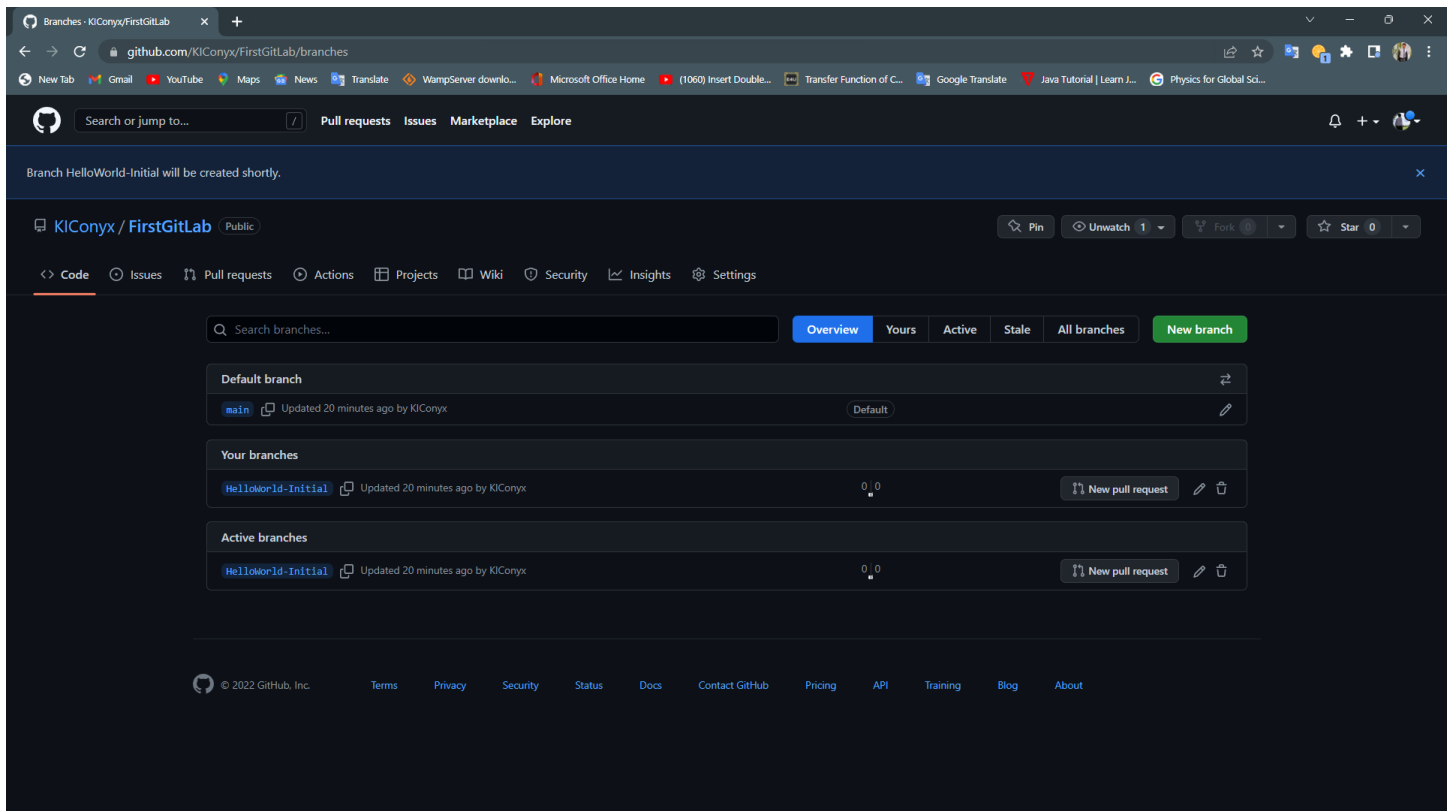 Branches · KIConyx/FirstGitLab
github.com/KIConyx/FirstGitLab/branches
New Tab Gmail YouTube Maps News Translate WampServer downlo... Microsoft Office Home (1060) Insert Double... Transfer Function of C... Google Translate Java Tutorial | Learn J... Physics for Global Sci...
Search or jump to... / Pull requests Issues Marketplace Explore
Branch HelloWorld-Initial will be created shortly.
KIConyx / FirstGitLab Public Pin Unwatch 1 Fork 0 Star 0
Code Issues Pull requests Actions Projects Wiki Security Insights Settings
Search branches... Overview Yours Active Stale All branches New branch
Default branch
main Updated 20 minutes ago by KIConyx Default
Your branches
HelloWorld-Initial Updated 20 minutes ago by KIConyx 0 0 New pull request
Active branches
HelloWorld-Initial Updated 20 minutes ago by KIConyx 0 0 New pull request
© 2022 GitHub, Inc. Terms Privacy Security Status Docs Contact GitHub Pricing API Training Blog About